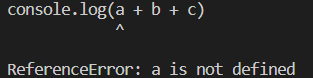 console.log(a + b + c)
^
ReferenceError: a is not defined